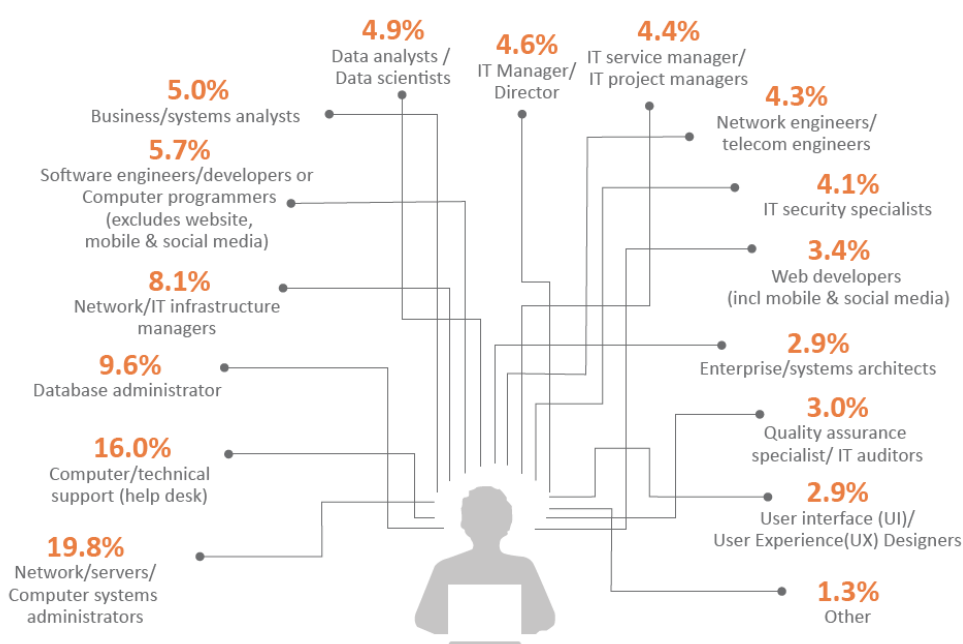 4.9%
Data analysts /
Data scientists
4.6%
IT Manager/
Director
4.4%
IT service manager/
IT project managers
5.0%
Business/systems analysts
4.3%
Network engineers/
telecom engineers
5.7%
Software engineers/developers or
Computer programmers
(excludes website,
mobile & social media)
4.1%
IT security specialists
3.4%
Web developers
(incl mobile & social media)
8.1%
Network/IT infrastructure
managers
2.9%
Enterprise/systems architects
9.6%
Database administrator
3.0%
Quality assurance
specialist/ IT auditors
16.0%
Computer/technical
support (help desk)
2.9%
User interface (UI)/
User Experience(UX) Designers
19.8%
Network/servers/
Computer systems
administrators
1.3%
Other